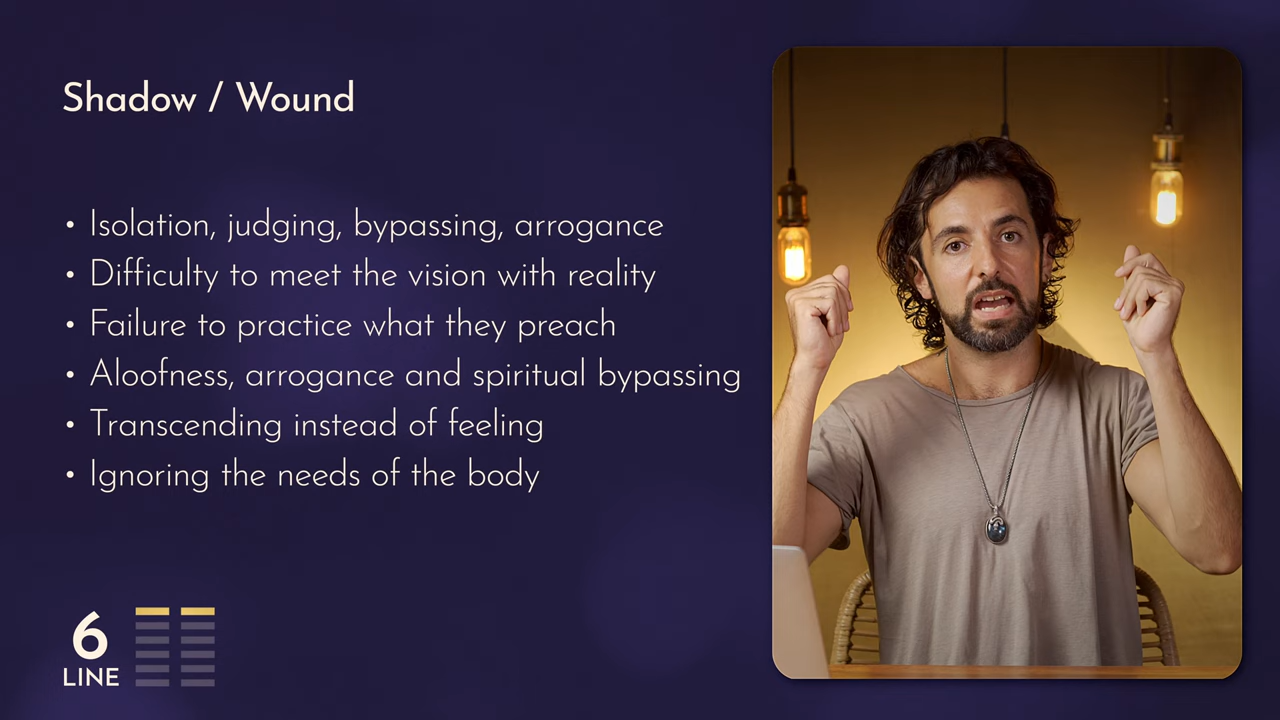 Shadow / Wound
• Isolation, judging, bypassing, arrogance
• Difficulty to meet the vision with reality
• Failure to practice what they preach
• Aloofness, arrogance and spiritual bypassing
• Transcending instead of feeling
• Ignoring the needs of the body
6
LINE